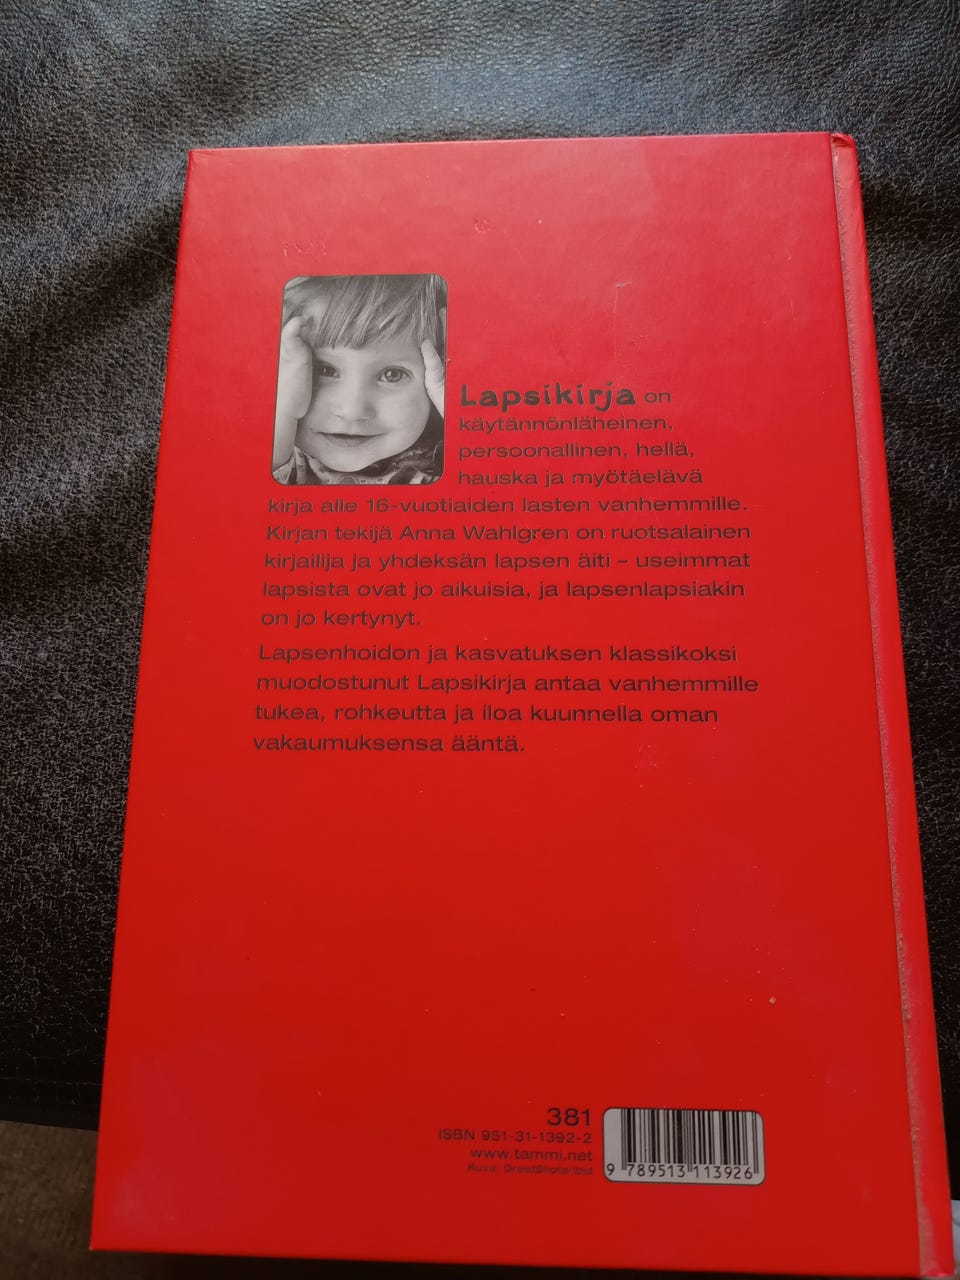 Lapsikirja on
käytännönläheinen,
persoonallinen, hellä,
hauska ja myötäelävä
kirja alle 16-vuotiaiden lasten vanhemmille.
Kirjan tekijä Anna Wahlgren on ruotsalainen
kirjailija ja yhdeksän lapsen äiti – useimmat
lapsista ovat jo aikuisia, ja lapsenlapsiakin
on jo kertynyt.
Lapsenhoidon ja kasvatuksen klassikoksi
muodostunut Lapsikirja antaa vanhemmille
tukea, rohkeutta ja iloa kuunnella oman
vakaumuksensa ääntä.
381
ISBN 951-31-1392-2
www.tammi.net
Kuva: GreatShots/Ibid
9 789513 113926